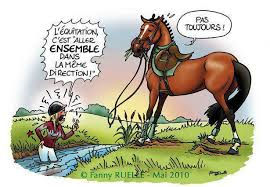 L'ÉQUITATION,
C'EST "ALLER
ENSEMBLE
DANS LA
MÊME
DIRECTION!"
PAS
TOUJOURS!
© Fanny RUELLE - Mai 2010